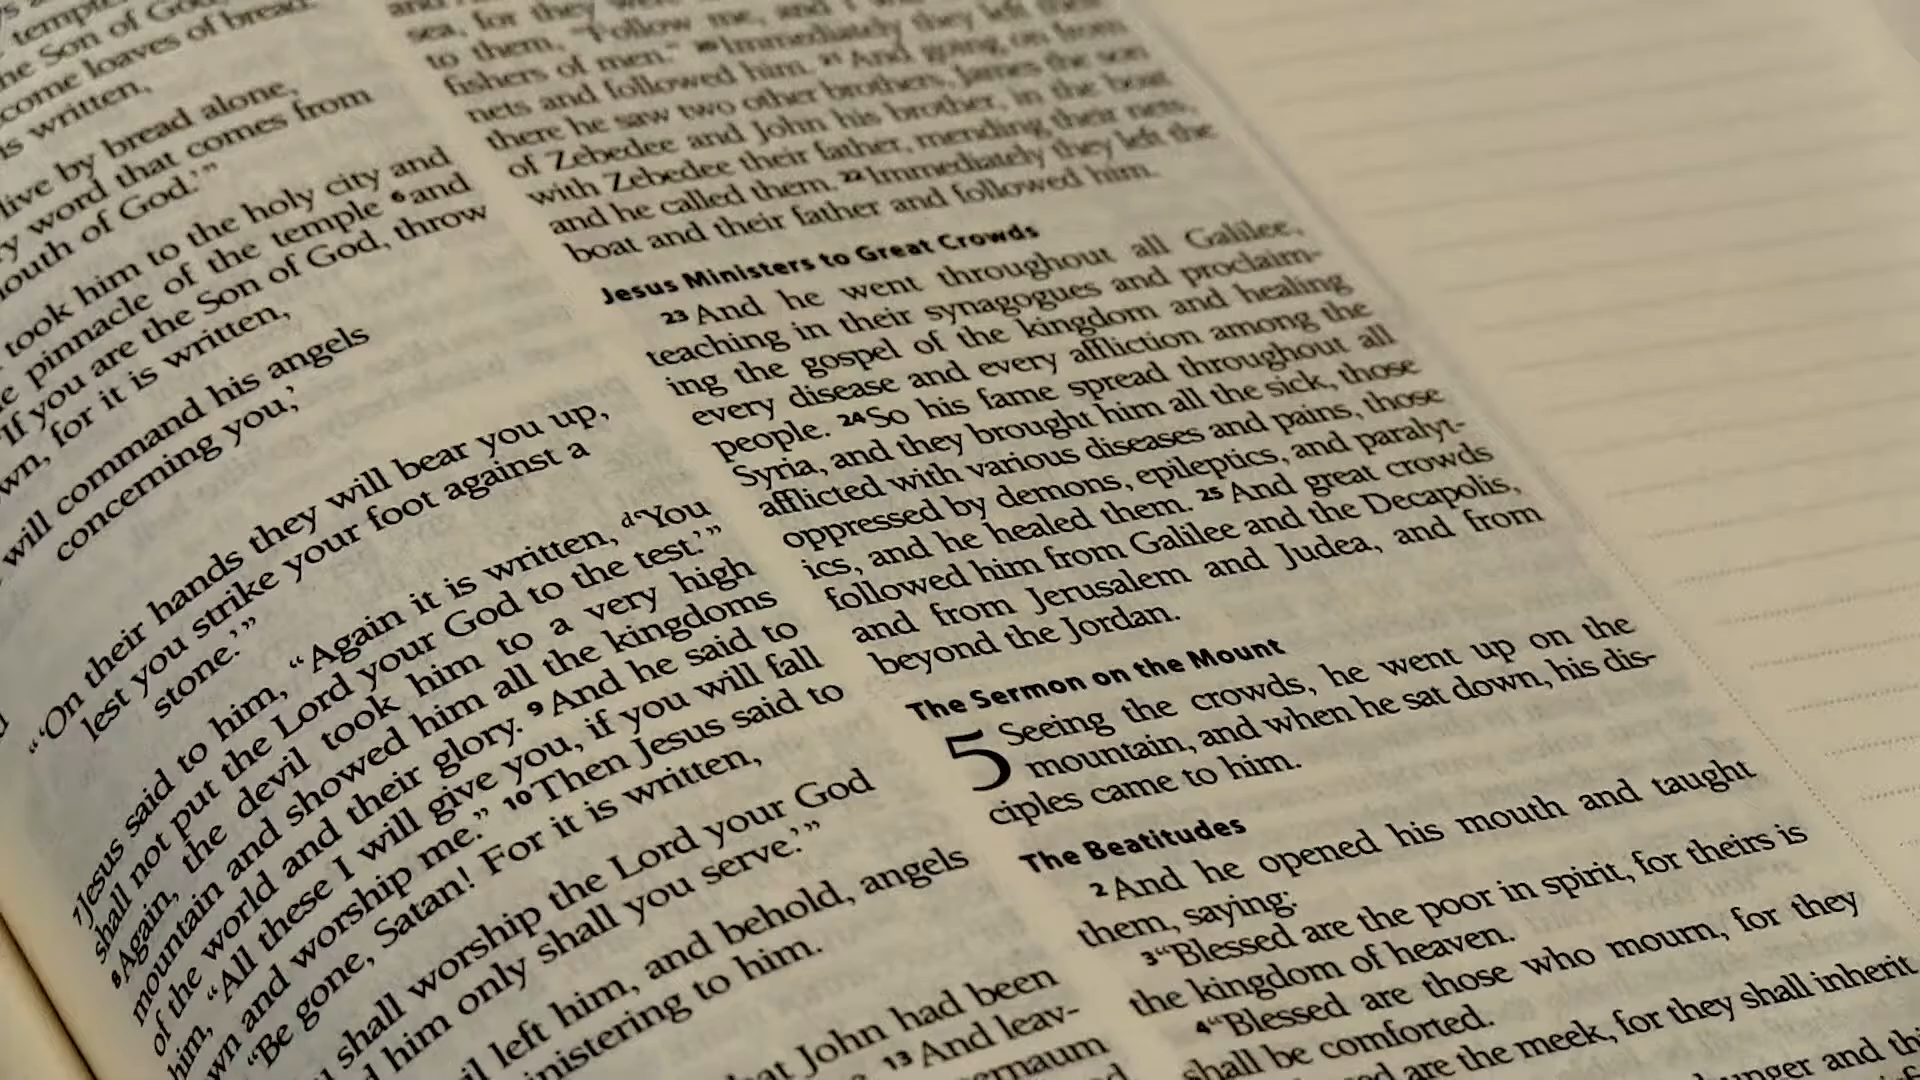 temple
the Son of God,
come loaves of bread.
is written,
live by bread alone,
word that comes from
mouth of God.'"
took him to the holy city and
pinnacle of the temple 6and
"If you are the Son of God, throw
for it is written,
will command his angels
concerning you,'
"'On their hands they will bear you up,
lest you strike your foot against a
stone.'"
7Jesus said to him, "Again it is written, d'You
shall not put the Lord your God to the test.'"
8Again, the devil took him to a very high
mountain and showed him all the kingdoms
of the world and their glory. 9And he said to
him, "All these I will give you, if you will fall
and worship me." 10Then Jesus said to
"Be gone, Satan! For it is written,
shall worship the Lord your God
him only shall you serve.'"
left him, and behold, angels
to him.
John had been
13And leav-
sea, for they were
to them, "Follow me, and I
fishers of men." 20Immediately they left their
nets and followed him. 21And going on from
there he saw two other brothers, James the son
of Zebedee and John his brother, in the boat
with Zebedee their father, mending their nets,
and he called them. 22Immediately they left the
boat and their father and followed him.
Jesus Ministers to Great Crowds
23And he went throughout all Galilee,
teaching in their synagogues and proclaim-
ing the gospel of the kingdom and healing
every disease and every affliction among the
people. 24So his fame spread throughout all
Syria, and they brought him all the sick, those
afflicted with various diseases and pains, those
oppressed by demons, epileptics, and paralyt-
ics, and he healed them. 25And great crowds
followed him from Galilee and the Decapolis,
and from Jerusalem and Judea, and from
beyond the Jordan.
The Sermon on the Mount
5 Seeing the crowds, he went up on the
mountain, and when he sat down, his dis-
ciples came to him.
The Beatitudes
2And he opened his mouth and taught
them, saying:
3"Blessed are the poor in spirit, for theirs is
the kingdom of heaven.
4"Blessed are those who mourn, for they
shall be comforted.
are the meek, for they shall inherit